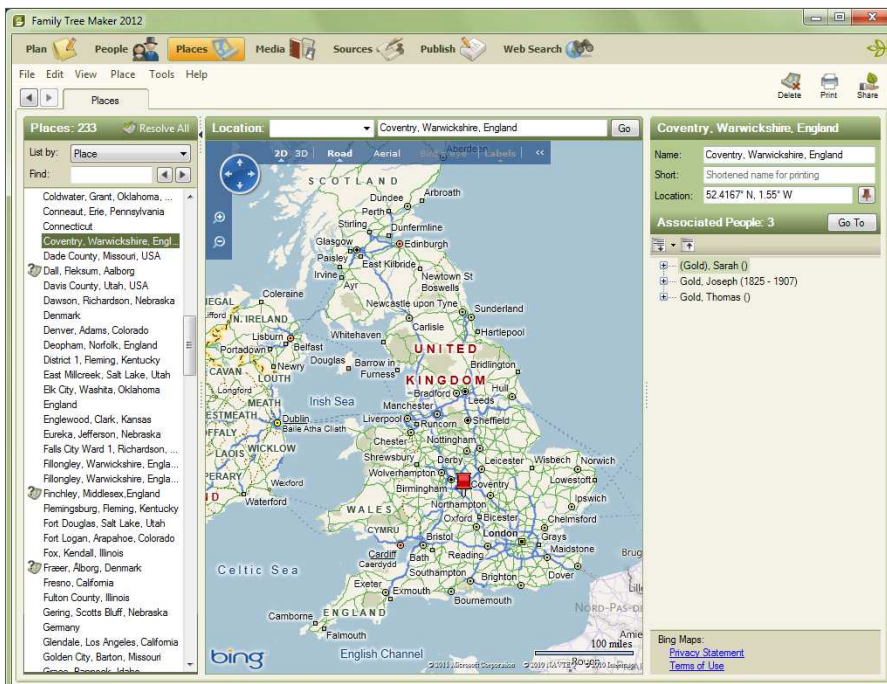 Family Tree Maker 2012
Plan People Places Media Sources Publish Web Search
File Edit View Place Tools Help
Delete Print Share
Places
Places: 233 Resolve All
List by: Place
Find:
Coldwater, Grant, Oklahoma, ...
Conneaut, Erie, Pennsylvania
Connecticut
Coventry, Warwickshire, Engl...
Dade County, Missouri, USA
Dall, Fleksum, Aalborg
Davis County, Utah, USA
Dawson, Richardson, Nebraska
Denmark
Denver, Adams, Colorado
Deopham, Norfolk, England
District 1, Fleming, Kentucky
East Millcreek, Salt Lake, Utah
Elk City, Washita, Oklahoma
England
Englewood, Clark, Kansas
Eureka, Jefferson, Nebraska
Falls City Ward 1, Richardson, ...
Fillongley, Warwickshire, Engla...
Fillongley, Warwickshire, Engla...
Finchley, Middlesex,England
Flemingsburg, Fleming, Kentucky
Fort Douglas, Salt Lake, Utah
Fort Logan, Arapahoe, Colorado
Fox, Kendall, Illinois
Fræer, Ålborg, Denmark
Fresno, California
Fulton County, Illinois
Gering, Scotts Bluff, Nebraska
Germany
Glendale, Los Angeles, California
Golden City, Barton, Missouri
Location: Coventry, Warwickshire, England Go
2D 3D Road Aerial Bird's eye Labels <<
Aberdeen
SCOTLAND
Dundee Arbroath
Perth
Stirling Dunfermline
Glasgow Edinburgh
Paisley East Kilbride
Irvine Newtown St
Ayr Boswells
Coleraine
Newcastle upon Tyne Sunderland
N. IRELAND Carlisle
Lisburn Whitehaven Hartlepool
Portadown Belfast
UNITED
Newry Douglas Barrow in Bridlington
CAVAN Furness
LOUTH KINGDOM
Longford Bradford Leeds Hull
MEATH Irish Sea Manchester
Dublin Liverpool Sheffield
Baile Atha Cliath Runcorn
Chester Nottingham
LAOIS WICKLOW Shrewsbury Derby Leicester Wisbech Norwich
Wolverhampton Lowestoft
Wexford Birmingham Coventry
Waterford Ipswich
WALES Northampton
Oxford Bicester Chelmsford
CYMRU London
Bristol Grays
Cardiff Reading Maidstone
Caerdydd Bath
Celtic Sea Southampton Dover
Exeter Brighton
Exmouth Bournemouth
Camborne ENGLAND
Falmouth
English Channel 100 miles
bing
Coventry, Warwickshire, England
Name: Coventry, Warwickshire, England
Short: Shortened name for printing
Location: 52.4167° N, 1.55° W
Associated People: 3 Go To
(Gold), Sarah ()
Gold, Joseph (1825 - 1907)
Gold, Thomas ()
Bing Maps:
Privacy Statement
Terms of Use